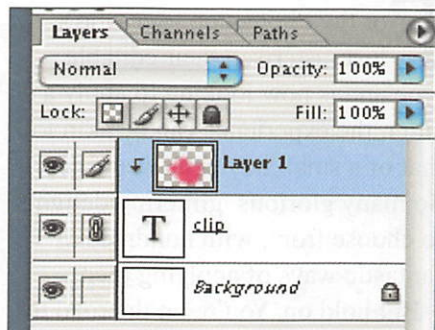 Layers Channels Paths
Normal Opacity: 100%
Lock: Fill: 100%
Layer 1
T clip
Background